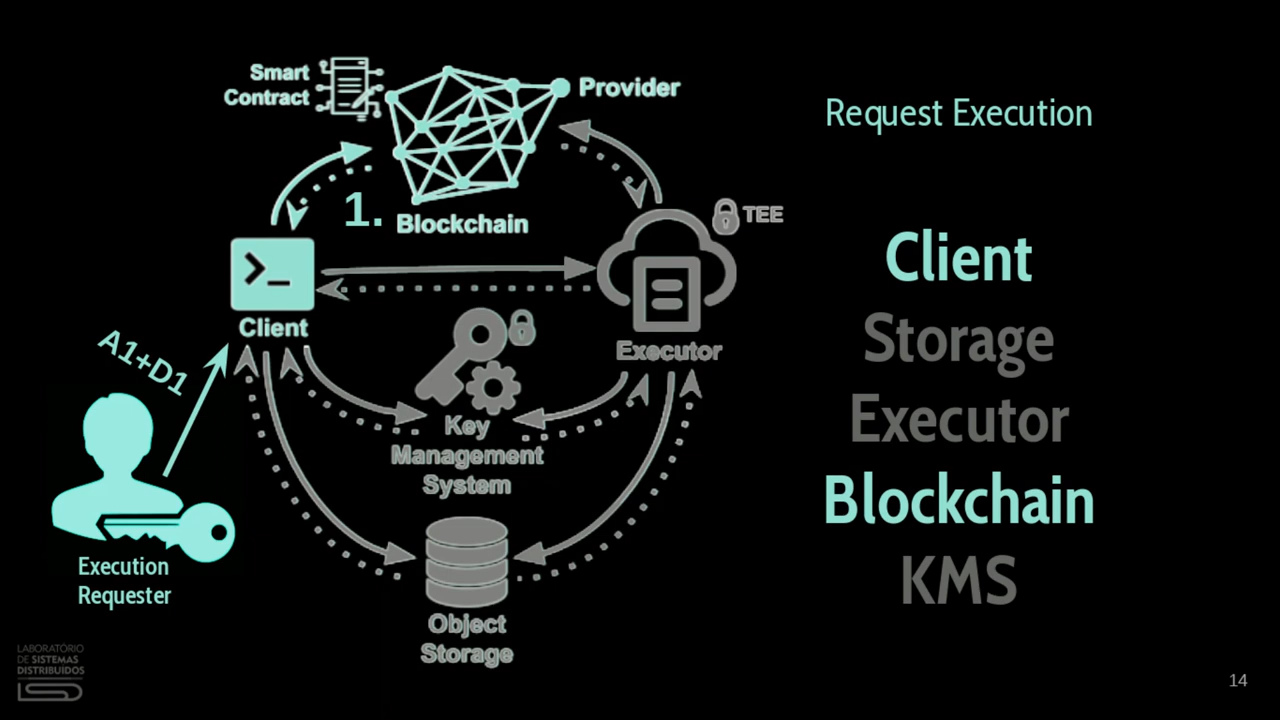 Smart
Contract
Provider
Request Execution
1.
Blockchain
TEE
>_
Client
Executor
A1+D1
Key
Management
System
Execution
Requester
Object
Storage
Client
Storage
Executor
Blockchain
KMS
LABORATÓRIO
DE SISTEMAS
DISTRIBUÍDOS
LSD
14